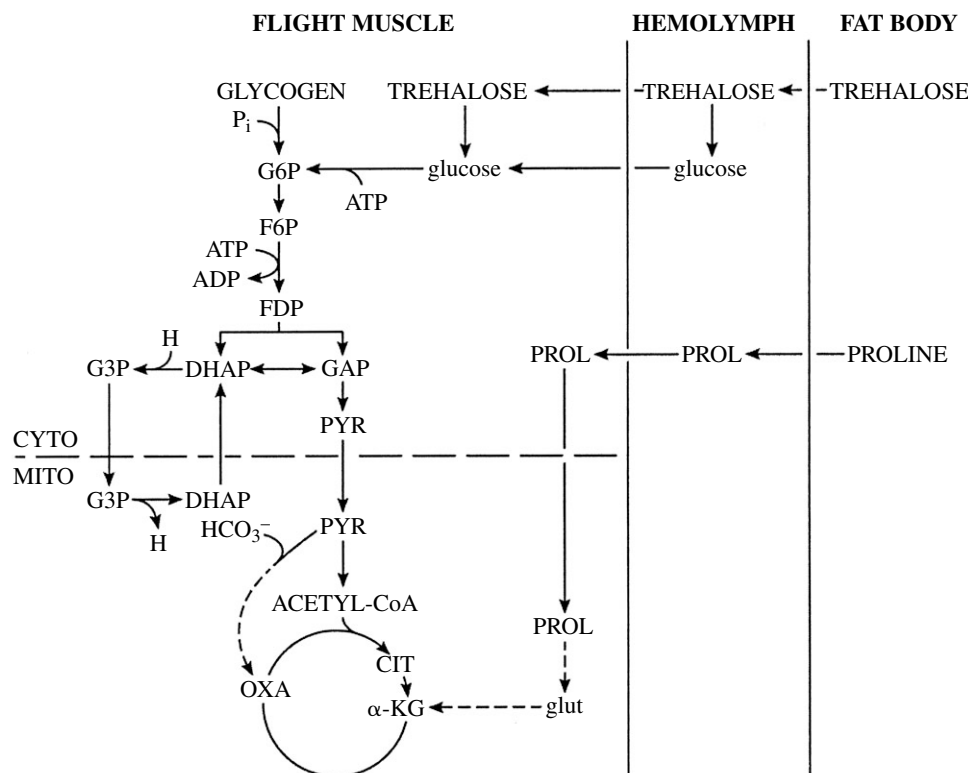 FLIGHT MUSCLE HEMOLYMPH FAT BODY
GLYCOGEN TREHALOSE TREHALOSE TREHALOSE
Pᵢ
G6P glucose glucose
ATP
F6P
ATP
ADP
FDP
H
G3P DHAP GAP PROL PROL PROLINE
PYR
CYTO
MITO
G3P DHAP
HCO₃⁻ PYR
H
ACETYL-CoA
PROL
CIT
OXA
α-KG glut